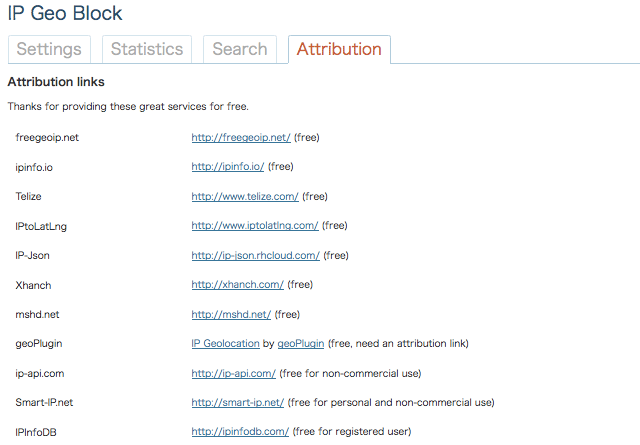 IP Geo Block
Settings Statistics Search Attribution
Attribution links
Thanks for providing these great services for free.
freegeoip.net http://freegeoip.net/ (free)
ipinfo.io http://ipinfo.io/ (free)
Telize http://www.telize.com/ (free)
IPtoLatLng http://www.iptolatlng.com/ (free)
IP-Json http://ip-json.rhcloud.com/ (free)
Xhanch http://xhanch.com/ (free)
mshd.net http://mshd.net/ (free)
geoPlugin IP Geolocation by geoPlugin (free, need an attribution link)
ip-api.com http://ip-api.com/ (free for non-commercial use)
Smart-IP.net http://smart-ip.net/ (free for personal and non-commercial use)
IPInfoDB http://ipinfodb.com/ (free for registered user)